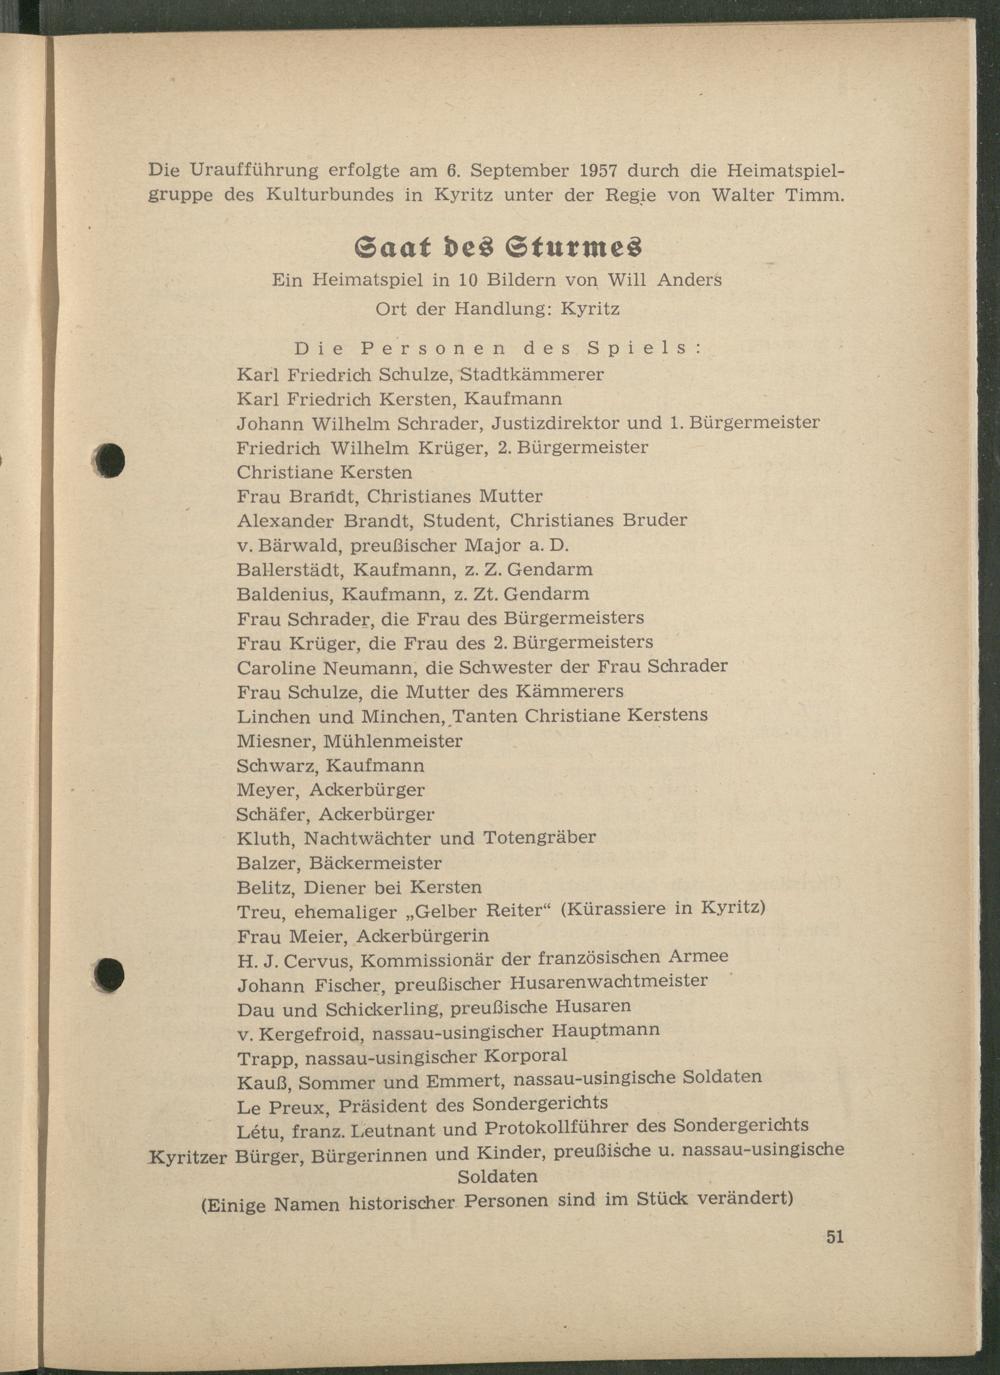 Die Uraufführung erfolgte am 6. September 1957 durch die Heimatspiel-
gruppe des Kulturbundes in Kyritz unter der Regie von Walter Timm.
Saat des Sturmes
Ein Heimatspiel in 10 Bildern von Will Anders
Ort der Handlung: Kyritz
Die Personen des Spiels:
Karl Friedrich Schulze, Stadtkämmerer
Karl Friedrich Kersten, Kaufmann
Johann Wilhelm Schrader, Justizdirektor und 1. Bürgermeister
Friedrich Wilhelm Krüger, 2. Bürgermeister
Christiane Kersten
Frau Brandt, Christianes Mutter
Alexander Brandt, Student, Christianes Bruder
v. Bärwald, preußischer Major a. D.
Ballerstädt, Kaufmann, z. Z. Gendarm
Baldenius, Kaufmann, z. Zt. Gendarm
Frau Schrader, die Frau des Bürgermeisters
Frau Krüger, die Frau des 2. Bürgermeisters
Caroline Neumann, die Schwester der Frau Schrader
Frau Schulze, die Mutter des Kämmerers
Linchen und Minchen, Tanten Christiane Kerstens
Miesner, Mühlenmeister
Schwarz, Kaufmann
Meyer, Ackerbürger
Schäfer, Ackerbürger
Kluth, Nachtwächter und Totengräber
Balzer, Bäckermeister
Belitz, Diener bei Kersten
Treu, ehemaliger „Gelber Reiter“ (Kürassiere in Kyritz)
Frau Meier, Ackerbürgerin
H. J. Cervus, Kommissionär der französischen Armee
Johann Fischer, preußischer Husarenwachtmeister
Dau und Schickerling, preußische Husaren
v. Kergefroid, nassau-usingischer Hauptmann
Trapp, nassau-usingischer Korporal
Kauß, Sommer und Emmert, nassau-usingische Soldaten
Le Preux, Präsident des Sondergerichts
Létu, franz. Leutnant und Protokollführer des Sondergerichts
Kyritzer Bürger, Bürgerinnen und Kinder, preußische u. nassau-usingische
Soldaten
(Einige Namen historischer Personen sind im Stück verändert)
51